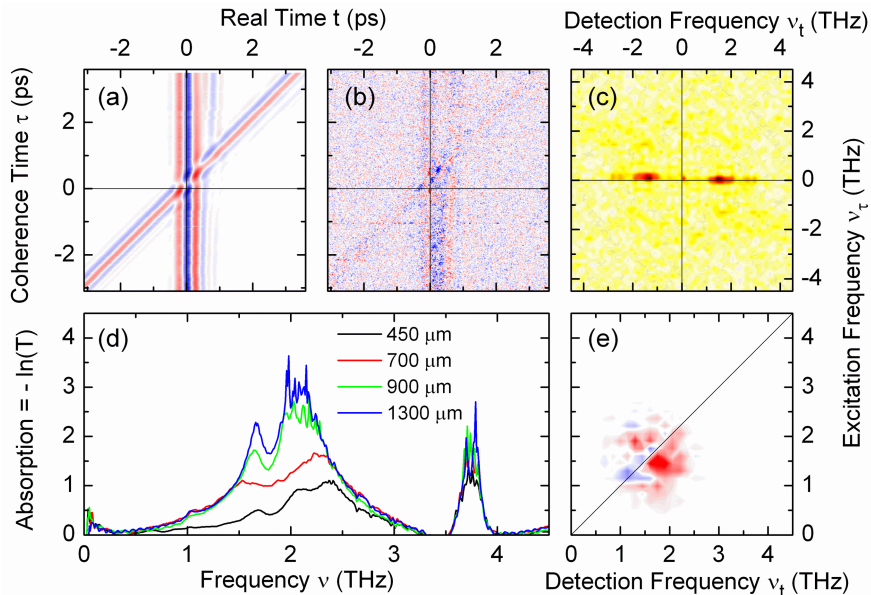 Real Time t (ps)
Detection Frequency νt (THz)
-2 0 2
-2 0 2
-4 -2 0 2 4
Coherence Time τ (ps)
2
0
-2
(a)
(b)
(c)
4
2
0
-2
-4
Excitation Frequency ντ (THz)
Absorption = - ln(T)
4
3
2
1
0
(d)
450 μm
700 μm
900 μm
1300 μm
(e)
4
3
2
1
0
0 1 2 3 4
0 1 2 3 4
Frequency ν (THz)
Detection Frequency νt (THz)